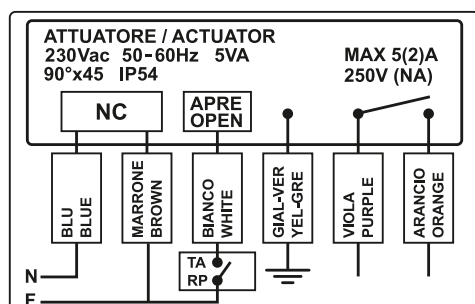 ATTUATORE / ACTUATOR
230Vac 50-60Hz 5VA
90°x45 IP54
MAX 5(2)A
250V (NA)
NC
APRE
OPEN
BLU
BLUE
MARRONE
BROWN
BIANCO
WHITE
GIAL-VER
YEL-GRE
VIOLA
PURPLE
ARANCIO
ORANGE
TA
RP
N
F